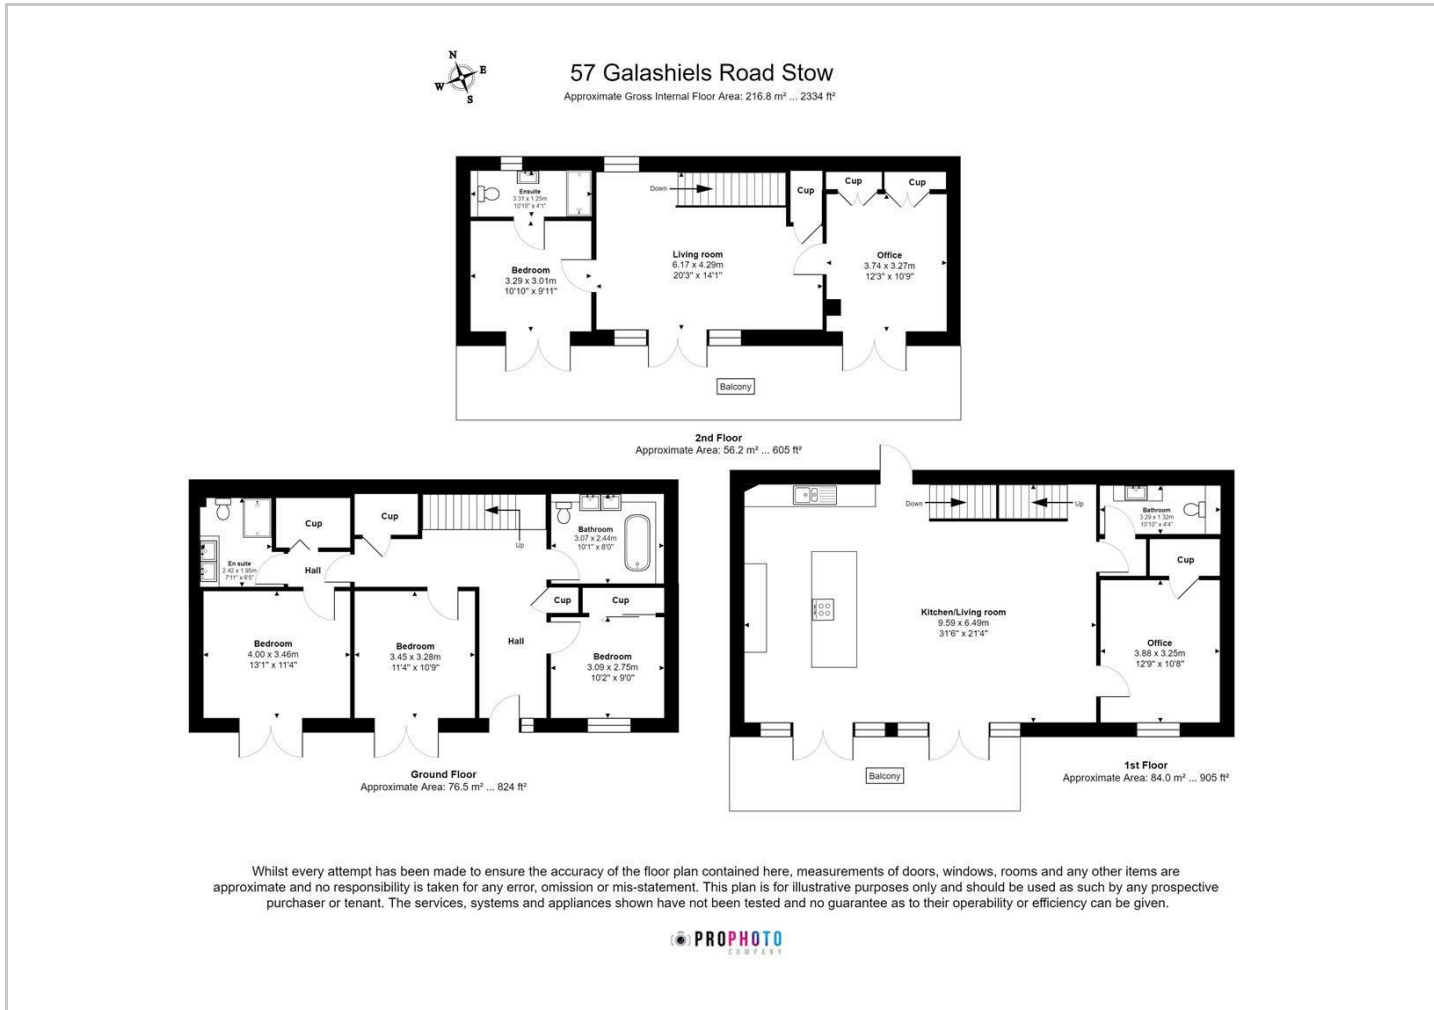 N
E
W
S
57 Galashiels Road Stow
Approximate Gross Internal Floor Area: 216.8 m² ... 2334 ft²
Ensuite
3.31 x 1.25m
10'10" x 4'1"
Down
Cup
Cup
Cup
Bedroom
3.29 x 3.01m
10'10" x 9'11"
Living room
6.17 x 4.29m
20'3" x 14'1"
Office
3.74 x 3.27m
12'3" x 10'9"
Balcony
2nd Floor
Approximate Area: 56.2 m² ... 605 ft²
Cup
Cup
Up
Bathroom
3.07 x 2.44m
10'1" x 8'0"
En suite
2.42 x 1.95m
7'11" x 6'5"
Hall
Cup
Cup
Bedroom
4.00 x 3.46m
13'1" x 11'4"
Bedroom
3.45 x 3.28m
11'4" x 10'9"
Hall
Bedroom
3.09 x 2.75m
10'2" x 9'0"
Ground Floor
Approximate Area: 76.5 m² ... 824 ft²
Down
Up
Bathroom
3.29 x 1.32m
10'10" x 4'4"
Cup
Kitchen/Living room
9.59 x 6.49m
31'6" x 21'4"
Office
3.88 x 3.25m
12'9" x 10'8"
Balcony
1st Floor
Approximate Area: 84.0 m² ... 905 ft²
Whilst every attempt has been made to ensure the accuracy of the floor plan contained here, measurements of doors, windows, rooms and any other items are
approximate and no responsibility is taken for any error, omission or mis-statement. This plan is for illustrative purposes only and should be used as such by any prospective
purchaser or tenant. The services, systems and appliances shown have not been tested and no guarantee as to their operability or efficiency can be given.
PROPHOTO
COMPANY